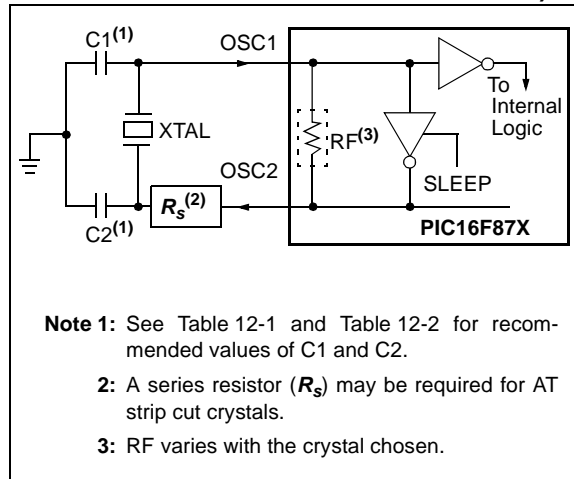 C1(1)
OSC1
To
Internal
Logic
XTAL
RF(3)
OSC2
SLEEP
Rs(2)
C2(1)
PIC16F87X
Note 1: See Table 12-1 and Table 12-2 for recom-
mended values of C1 and C2.
2: A series resistor (Rs) may be required for AT
strip cut crystals.
3: RF varies with the crystal chosen.